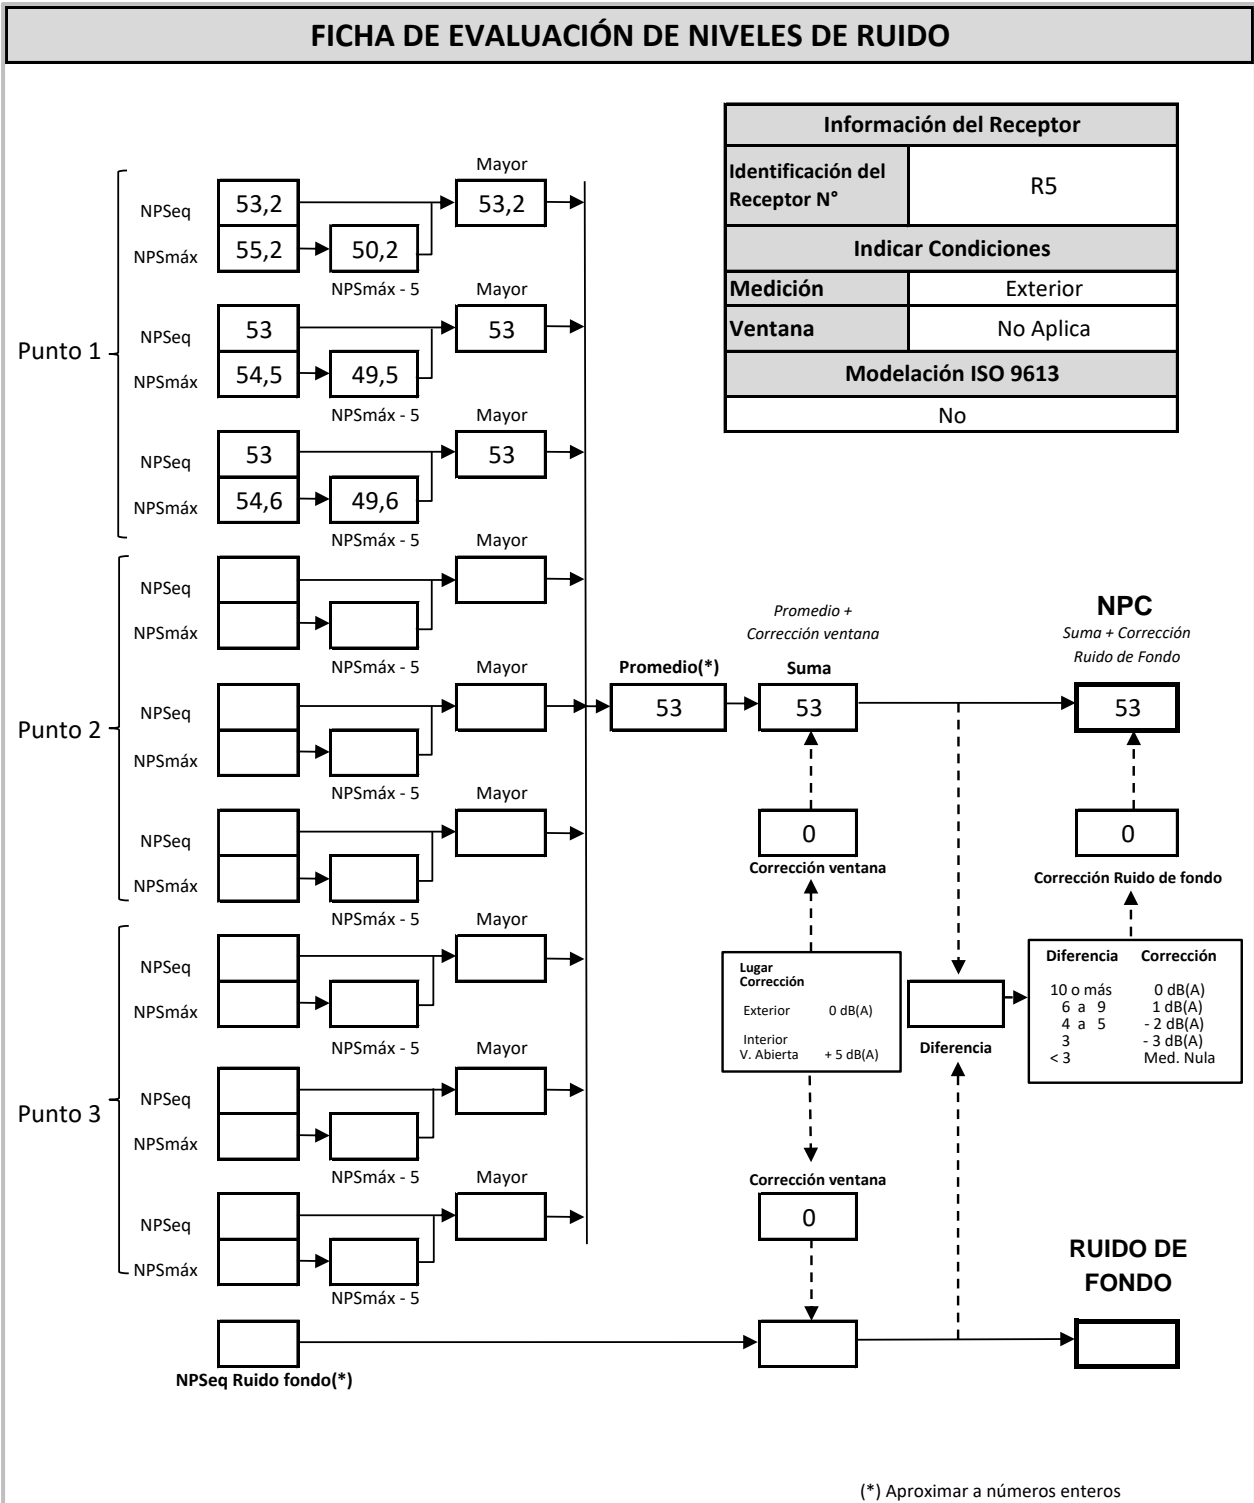 FICHA DE EVALUACIÓN DE NIVELES DE RUIDO
Información del Receptor
Identificación del
Receptor N°
R5
Indicar Condiciones
Medición
Exterior
Ventana
No Aplica
Modelación ISO 9613
No
Punto 1
Mayor
NPSeq
53,2
53,2
NPSmáx
55,2
50,2
NPSmáx - 5
Mayor
NPSeq
53
53
NPSmáx
54,5
49,5
NPSmáx - 5
Mayor
NPSeq
53
53
NPSmáx
54,6
49,6
NPSmáx - 5
Punto 2
Mayor
NPSeq
NPSmáx
NPSmáx - 5
Mayor
NPSeq
NPSmáx
NPSmáx - 5
Mayor
NPSeq
NPSmáx
NPSmáx - 5
Punto 3
Mayor
NPSeq
NPSmáx
NPSmáx - 5
Mayor
NPSeq
NPSmáx
NPSmáx - 5
Mayor
NPSeq
NPSmáx
NPSmáx - 5
NPSeq Ruido fondo(*)
Promedio(*)
53
Promedio +
Corrección ventana
Suma
53
0
Corrección ventana
Lugar
Corrección
Exterior 0 dB(A)
Interior
V. Abierta + 5 dB(A)
Corrección ventana
0
Diferencia
NPC
Suma + Corrección
Ruido de Fondo
53
0
Corrección Ruido de fondo
Diferencia Corrección
10 o más 0 dB(A)
6 a 9 1 dB(A)
4 a 5 - 2 dB(A)
3 - 3 dB(A)
< 3 Med. Nula
RUIDO DE
FONDO
(*) Aproximar a números enteros